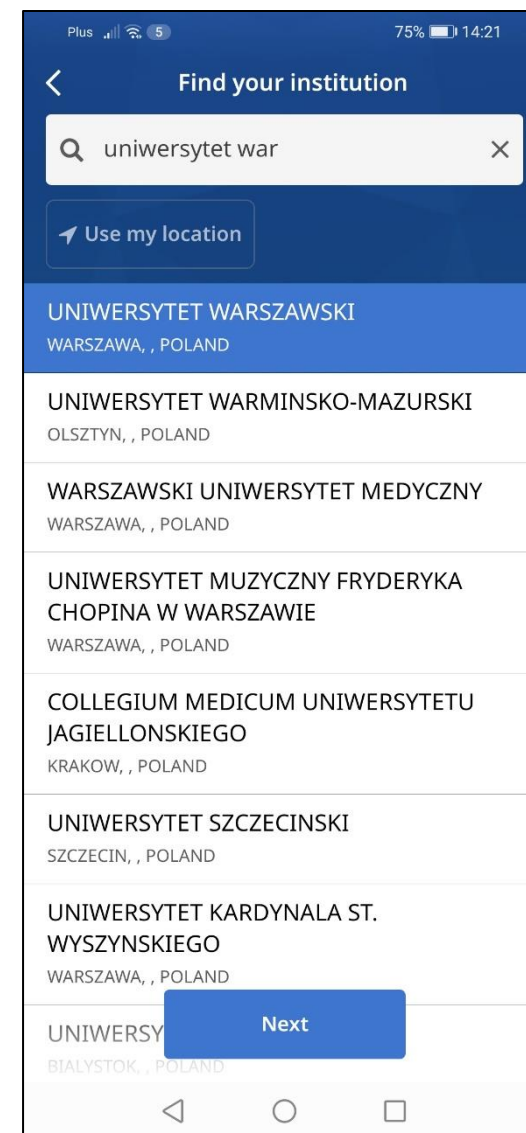 Plus 5 75% 14:21
Find your institution
uniwersytet war
Use my location
UNIWERSYTET WARSZAWSKI
WARSZAWA, , POLAND
UNIWERSYTET WARMINSKO-MAZURSKI
OLSZTYN, , POLAND
WARSZAWSKI UNIWERSYTET MEDYCZNY
WARSZAWA, , POLAND
UNIWERSYTET MUZYCZNY FRYDERYKA
CHOPINA W WARSZAWIE
WARSZAWA, , POLAND
COLLEGIUM MEDICUM UNIWERSYTETU
JAGIELLONSKIEGO
KRAKOW, , POLAND
UNIWERSYTET SZCZECINSKI
SZCZECIN, , POLAND
UNIWERSYTET KARDYNALA ST.
WYSZYNSKIEGO
WARSZAWA, , POLAND
UNIWERSY
Next
BIALYSTOK, , POLAND